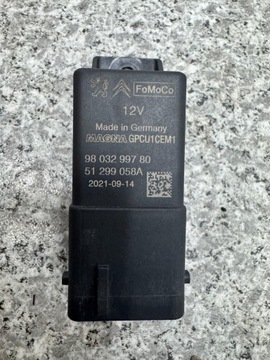 FoMoCo
12V
Made in Germany
MAGNA GPCU1CEM1
98 032 997 80
51 299 058A
2021-09-14